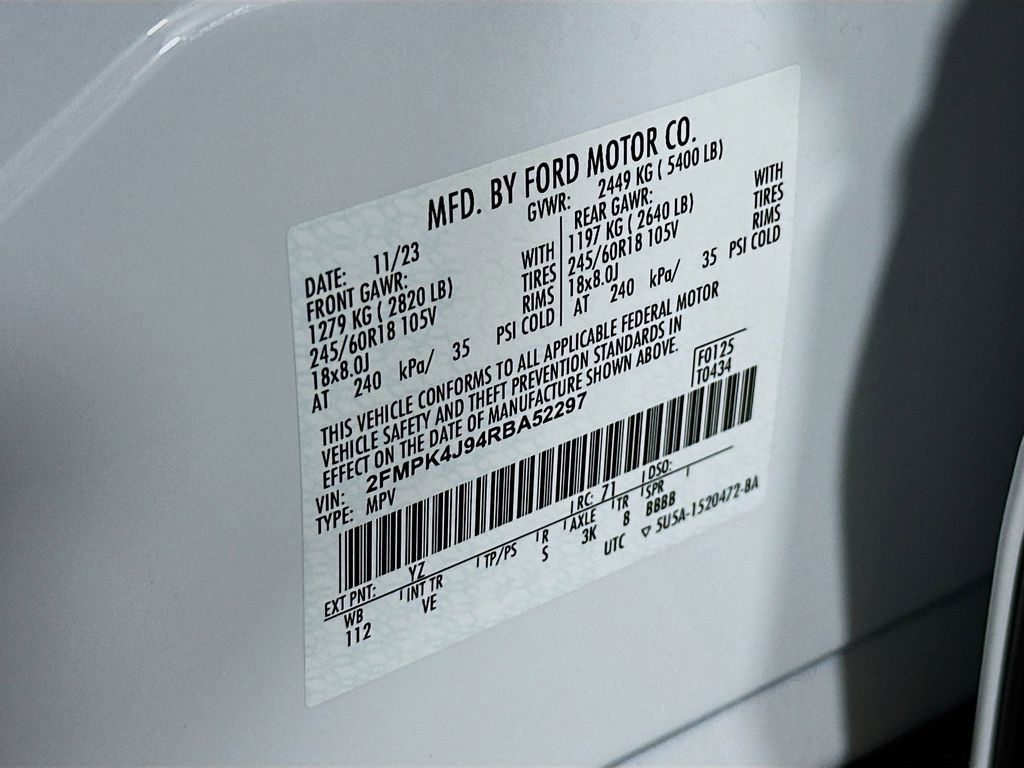 MFD. BY FORD MOTOR CO.
DATE: 11/23 GVWR: 2449 KG ( 5400 LB)
FRONT GAWR: WITH REAR GAWR: WITH
1279 KG ( 2820 LB) TIRES 1197 KG ( 2640 LB) TIRES
245/60R18 105V RIMS 245/60R18 105V RIMS
18x8.0J 18x8.0J
AT 240 kPa/ 35 PSI COLD AT 240 kPa/ 35 PSI COLD
THIS VEHICLE CONFORMS TO ALL APPLICABLE FEDERAL MOTOR
VEHICLE SAFETY AND THEFT PREVENTION STANDARDS IN
EFFECT ON THE DATE OF MANUFACTURE SHOWN ABOVE.
VIN: 2FMPK4J94RBA52297 F0125
TYPE: MPV T0434
EXT PNT: YZ RC: 71 DSO:
WB INT TR TP/PS R AXLE TR SPR
112 VE S 3K 8 BBBB
UTC ▽ 5U5A-1520472-BA